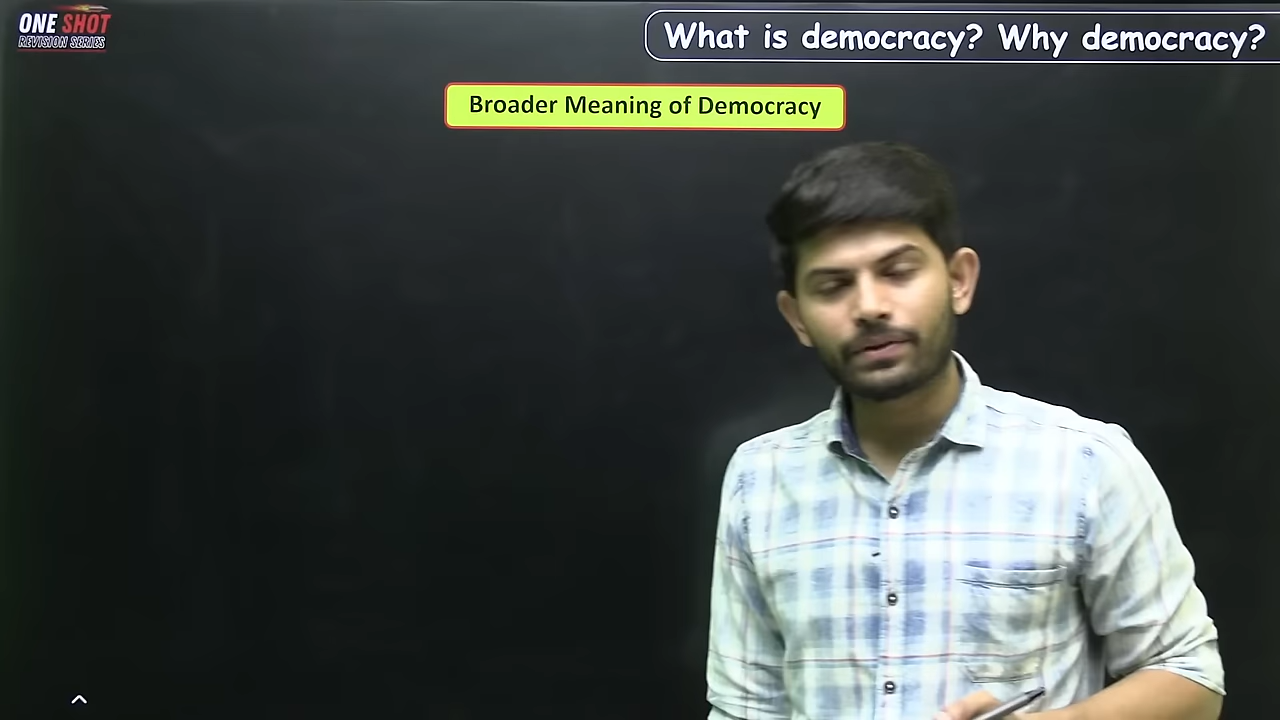 ONE SHOT
REVISION SERIES
What is democracy? Why democracy?
Broader Meaning of Democracy